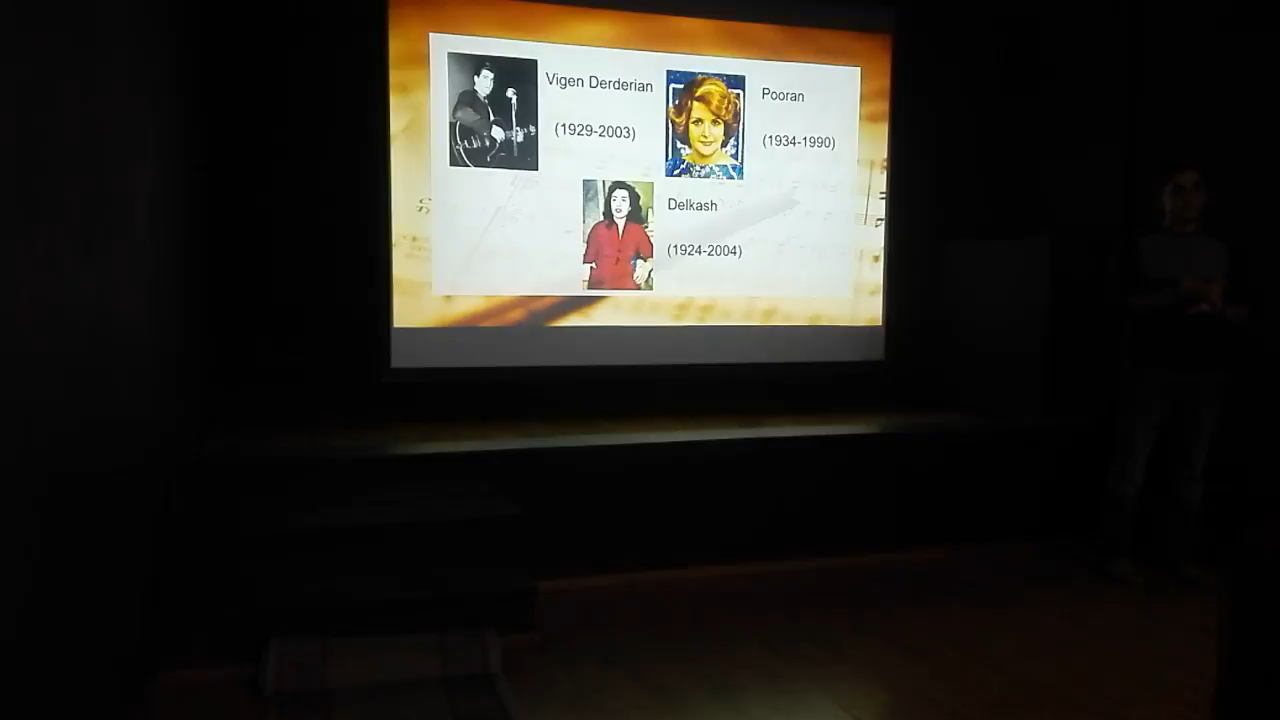 Vigen Derderian
(1929-2003)
Pooran
(1934-1990)
Delkash
(1924-2004)